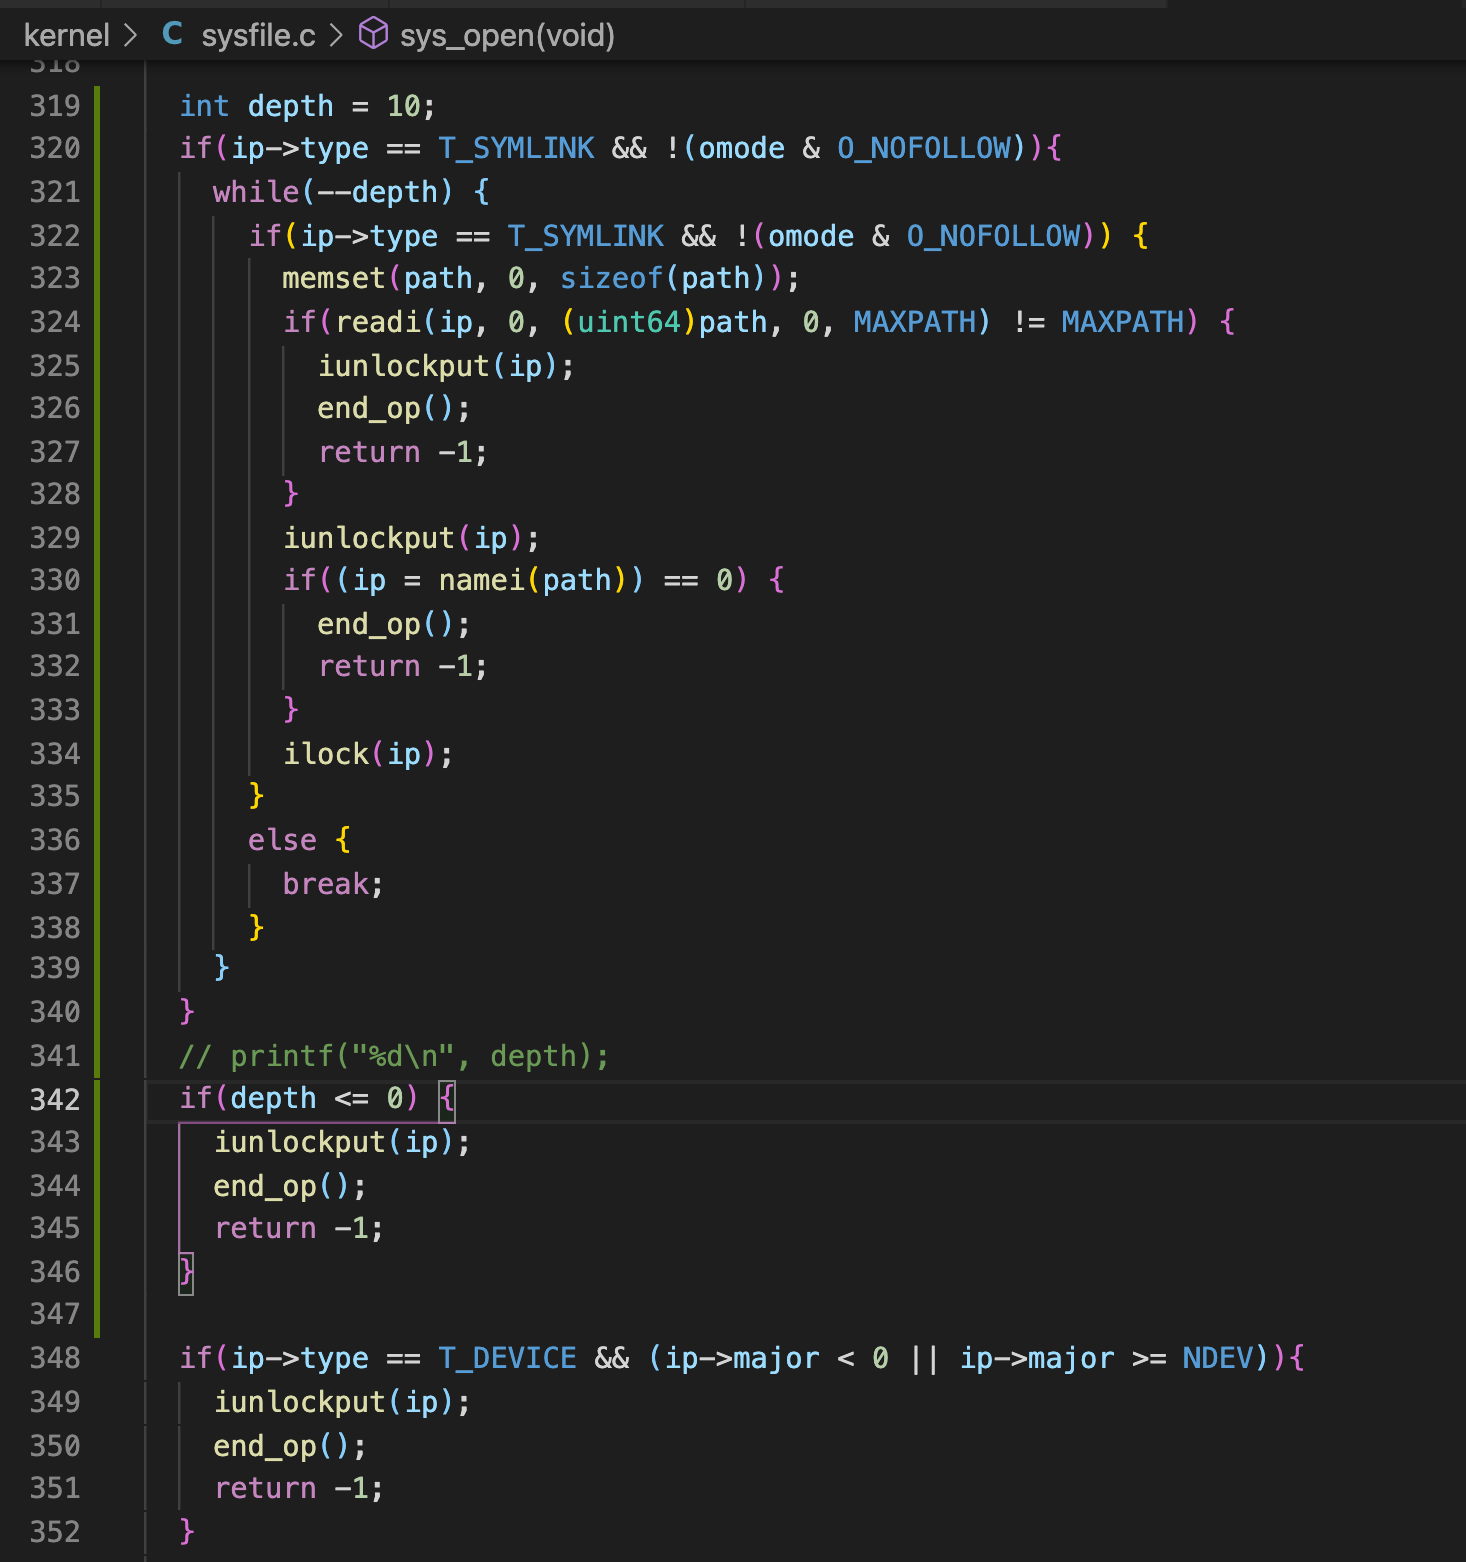 kernel > C sysfile.c > sys_open(void)
318
319 int depth = 10;
320 if(ip->type == T_SYMLINK && !(omode & O_NOFOLLOW)){
321 while(--depth) {
322 if(ip->type == T_SYMLINK && !(omode & O_NOFOLLOW)) {
323 memset(path, 0, sizeof(path));
324 if(readi(ip, 0, (uint64)path, 0, MAXPATH) != MAXPATH) {
325 iunlockput(ip);
326 end_op();
327 return -1;
328 }
329 iunlockput(ip);
330 if((ip = namei(path)) == 0) {
331 end_op();
332 return -1;
333 }
334 ilock(ip);
335 }
336 else {
337 break;
338 }
339 }
340 }
341 // printf("%d\n", depth);
342 if(depth <= 0) {
343 iunlockput(ip);
344 end_op();
345 return -1;
346 }
347
348 if(ip->type == T_DEVICE && (ip->major < 0 || ip->major >= NDEV)){
349 iunlockput(ip);
350 end_op();
351 return -1;
352 }